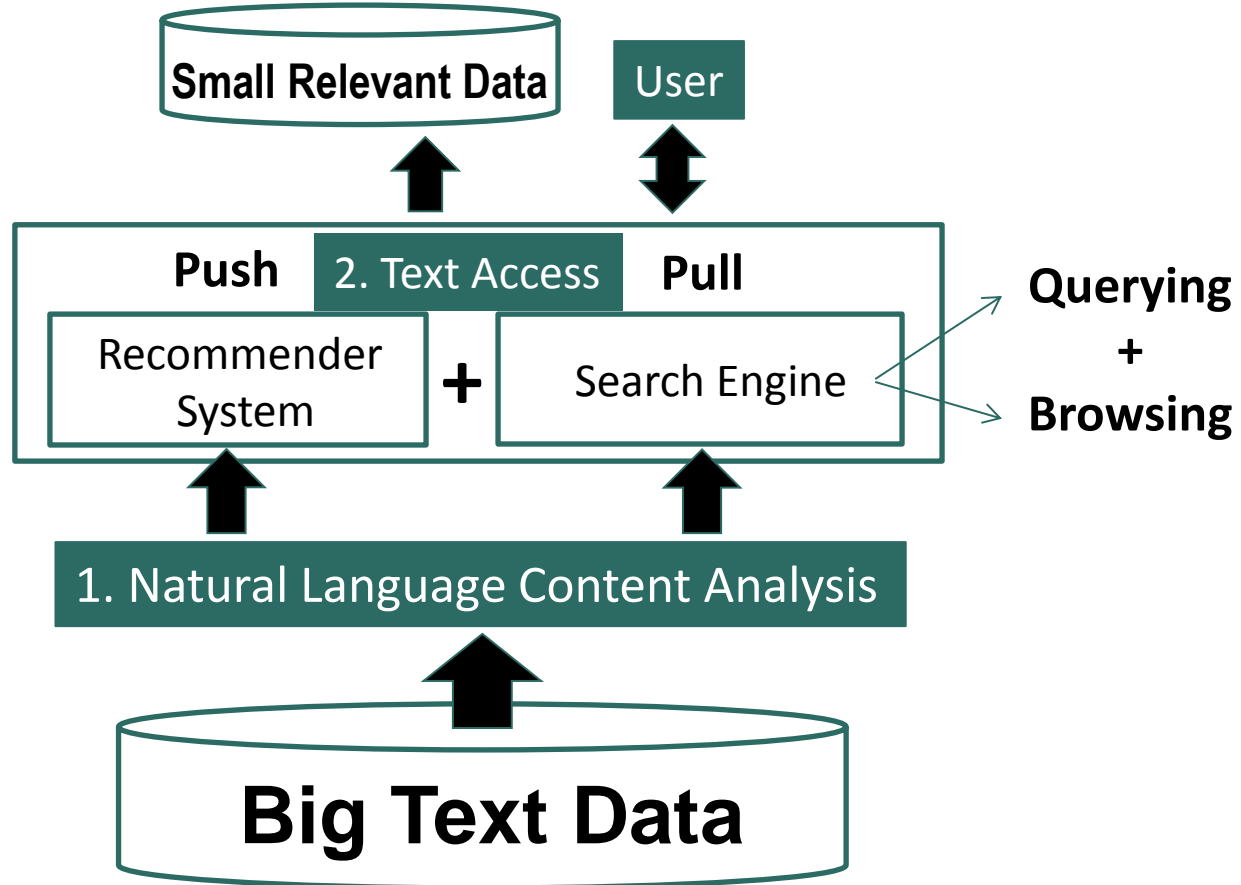 Small Relevant Data
User
Push
2. Text Access
Pull
Recommender
System
+
Search Engine
Querying
+
Browsing
1. Natural Language Content Analysis
Big Text Data